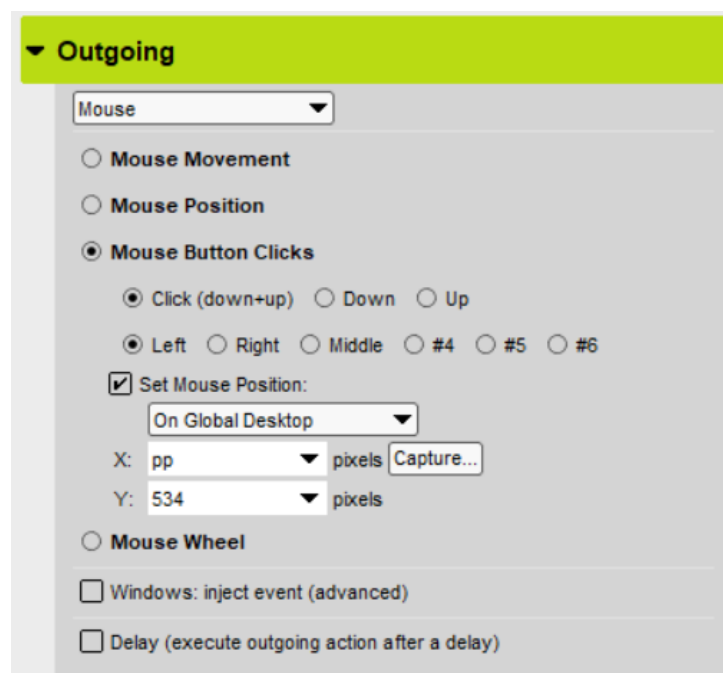 Outgoing
Mouse
Mouse Movement
Mouse Position
Mouse Button Clicks
Click (down+up) Down Up
Left Right Middle #4 #5 #6
Set Mouse Position:
On Global Desktop
X: pp pixels Capture...
Y: 534 pixels
Mouse Wheel
Windows: inject event (advanced)
Delay (execute outgoing action after a delay)